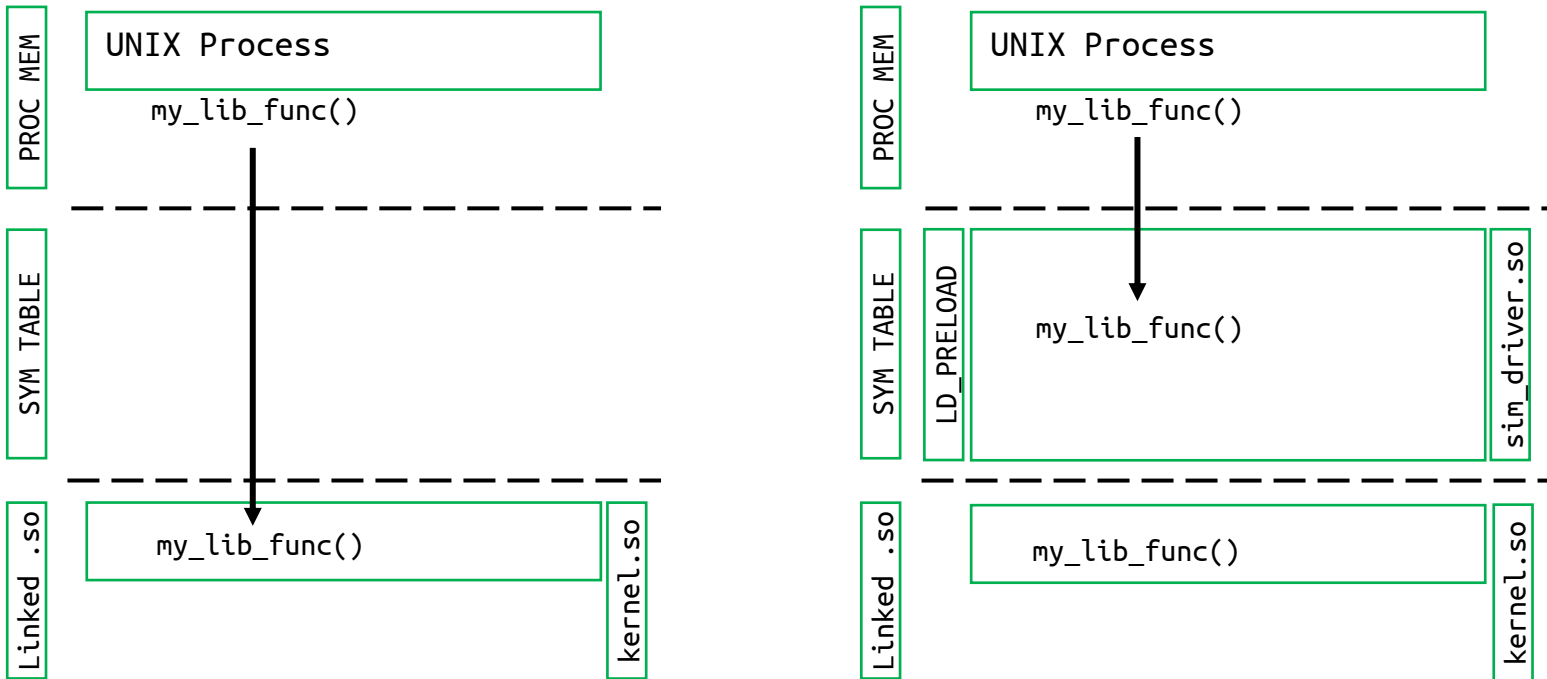 PROC MEM
UNIX Process
my_lib_func()
SYM TABLE
Linked .so
my_lib_func()
kernel.so
PROC MEM
UNIX Process
my_lib_func()
SYM TABLE
LD_PRELOAD
my_lib_func()
sim_driver.so
Linked .so
my_lib_func()
kernel.so